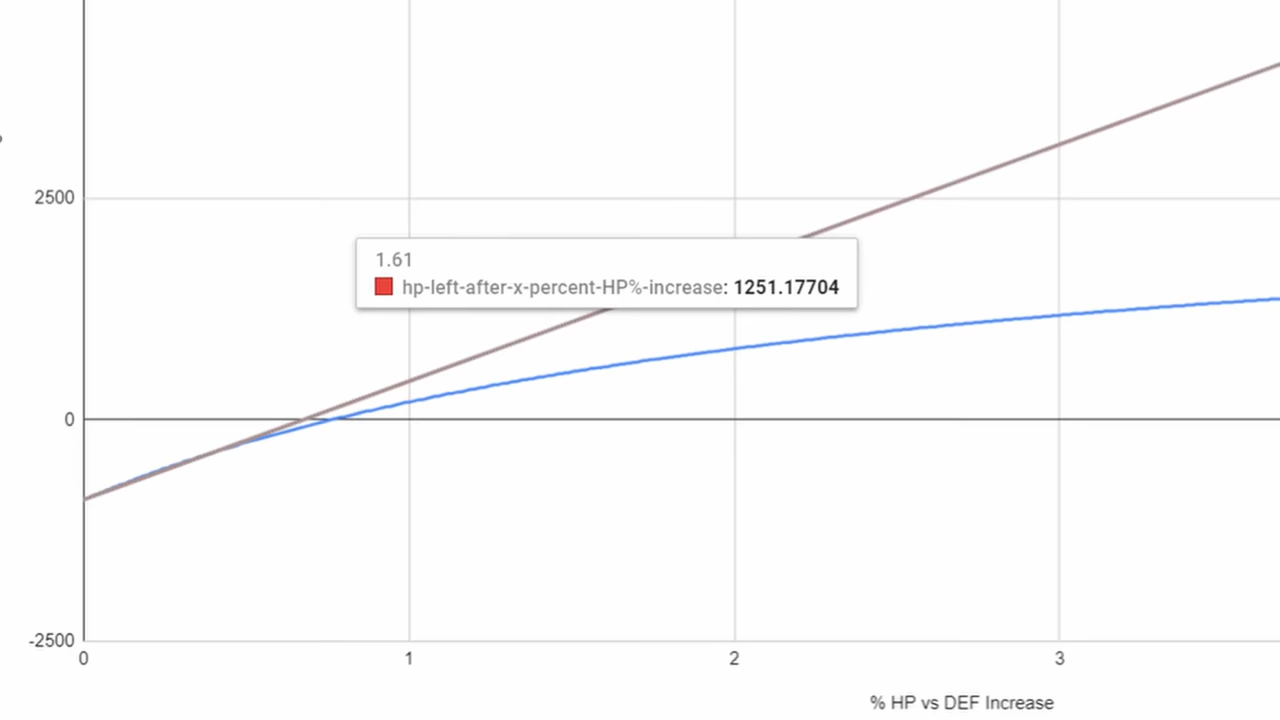 2500
1.61
hp-left-after-x-percent-HP%-increase: 1251.17704
0
-2500
0 1 2 3
% HP vs DEF Increase